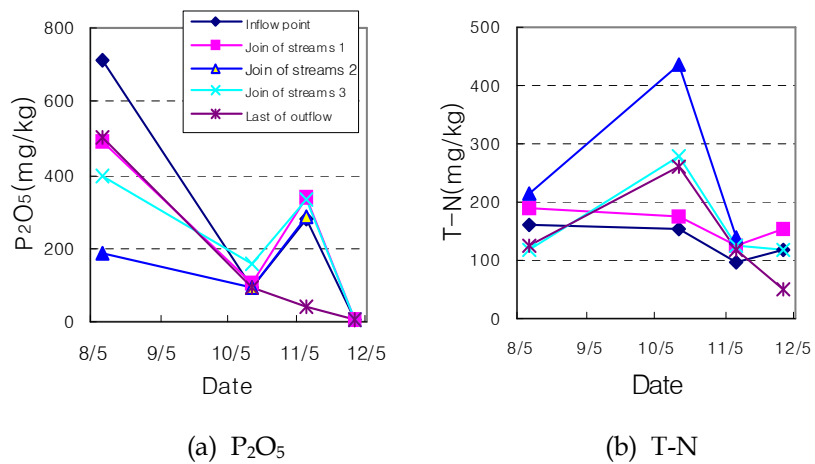 800
600
400
200
0
P2O5(mg/kg)
Inflow point
Join of streams 1
Join of streams 2
Join of streams 3
Last of outflow
8/5 9/5 10/5 11/5 12/5
Date
(a) P2O5
500
400
300
200
100
0
T-N(mg/kg)
8/5 9/5 10/5 11/5 12/5
Date
(b) T-N